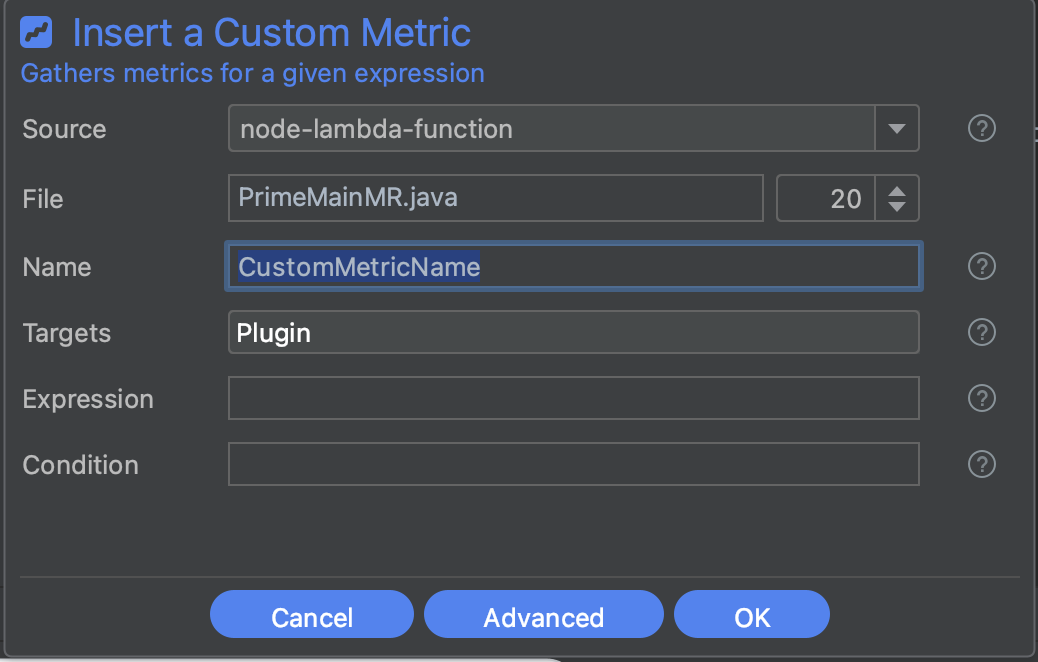 Insert a Custom Metric
Gathers metrics for a given expression
Source node-lambda-function ?
File PrimeMainMR.java 20
Name CustomMetricName ?
Targets Plugin ?
Expression ?
Condition ?
Cancel Advanced OK